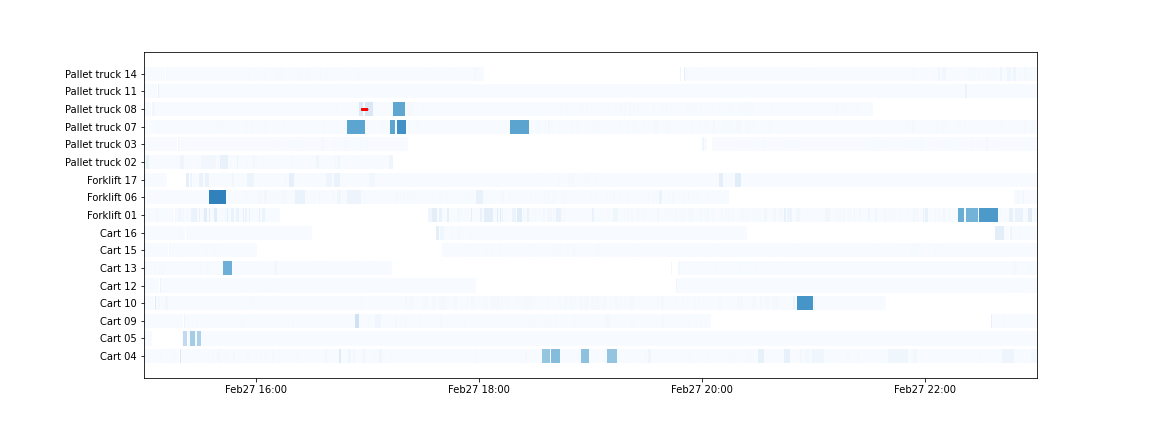 Pallet truck 14
Pallet truck 11
Pallet truck 08
Pallet truck 07
Pallet truck 03
Pallet truck 02
Forklift 17
Forklift 06
Forklift 01
Cart 16
Cart 15
Cart 13
Cart 12
Cart 10
Cart 09
Cart 05
Cart 04
Feb27 16:00 Feb27 18:00 Feb27 20:00 Feb27 22:00